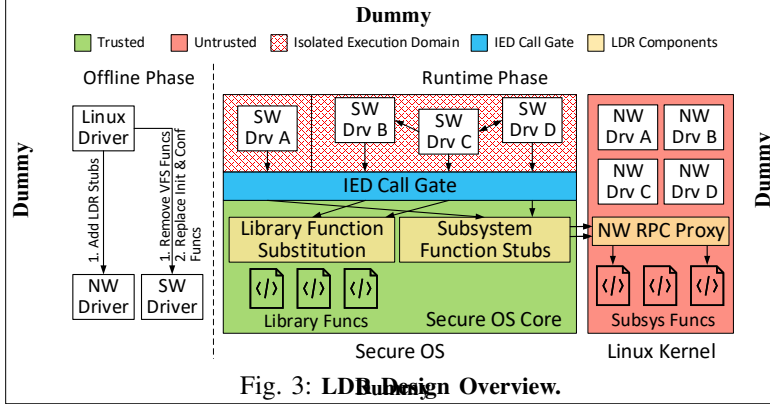 Dummy
Trusted
Untrusted
Isolated Execution Domain
IED Call Gate
LDR Components
Offline Phase
Runtime Phase
Dummy
Linux
Driver
1. Add LDR Stubs
1. Remove VFS Funcs
2. Replace Init & Conf
Funcs
NW
Driver
SW
Driver
SW
Drv A
SW
Drv B
SW
Drv C
SW
Drv D
IED Call Gate
Library Function
Substitution
Subsystem
Function Stubs
</>
</>
</>
Library Funcs
Secure OS Core
Secure OS
NW
Drv A
NW
Drv B
NW
Drv C
NW
Drv D
NW RPC Proxy
</>
</>
</>
Subsys Funcs
Linux Kernel
Dummy
Fig. 3: LDR Design Overview.
Dummy